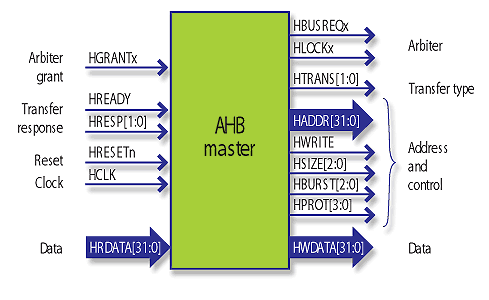 HBUSREQx
HLOCKx
Arbiter
Arbiter
grant
HGRANTx
HTRANS[1:0]
Transfer type
Transfer
response
HREADY
HRESP[1:0]
AHB
master
HADDR[31:0]
HWRITE
HSIZE[2:0]
HBURST[2:0]
HPROT[3:0]
Address
and
control
Reset
HRESETn
Clock
HCLK
Data
HRDATA[31:0]
HWDATA[31:0]
Data